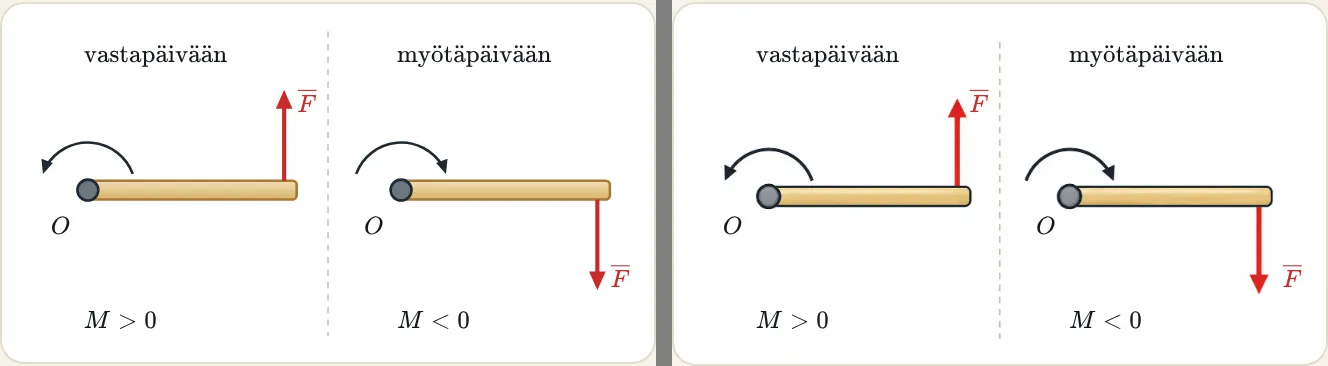 vastapäivään
myötäpäivään
F̅
O
O
F̅
M > 0
M < 0
vastapäivään
myötäpäivään
F̅
O
O
F̅
M > 0
M < 0